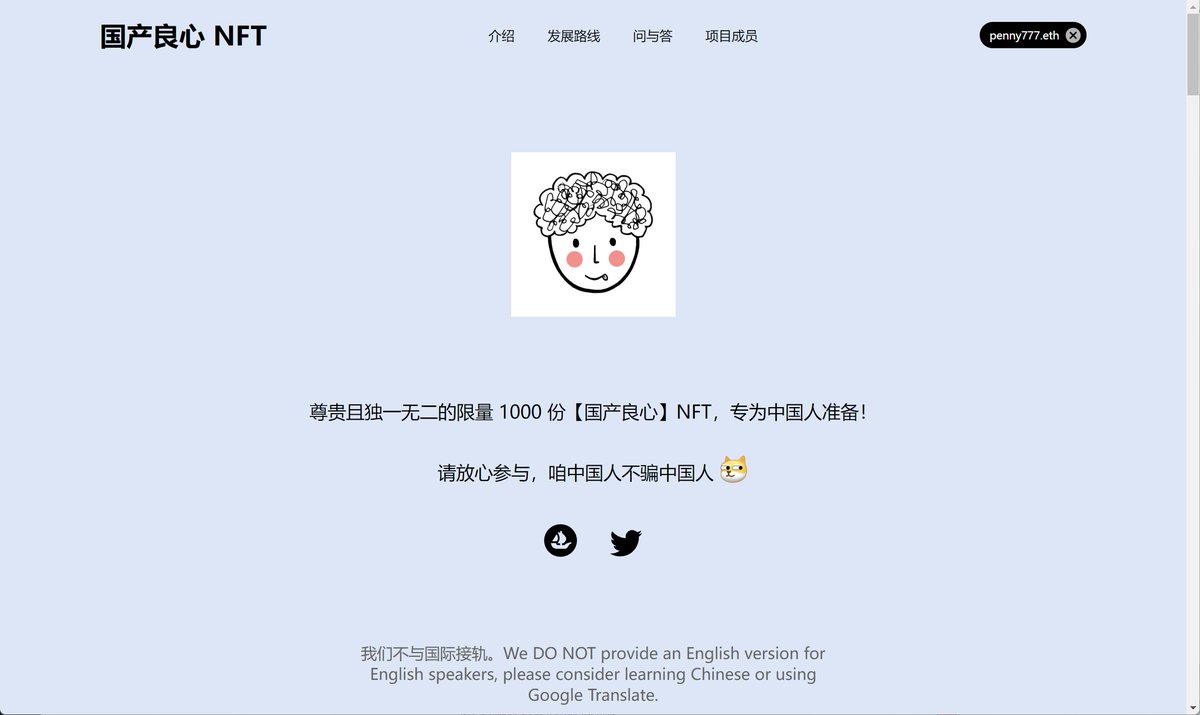 国产良心 NFT
介绍 发展路线 问与答 项目成员
penny777.eth
尊贵且独一无二的限量 1000 份【国产良心】NFT，专为中国人准备！
请放心参与，咱中国人不骗中国人
我们不与国际接轨。We DO NOT provide an English version for
English speakers, please consider learning Chinese or using
Google Translate.